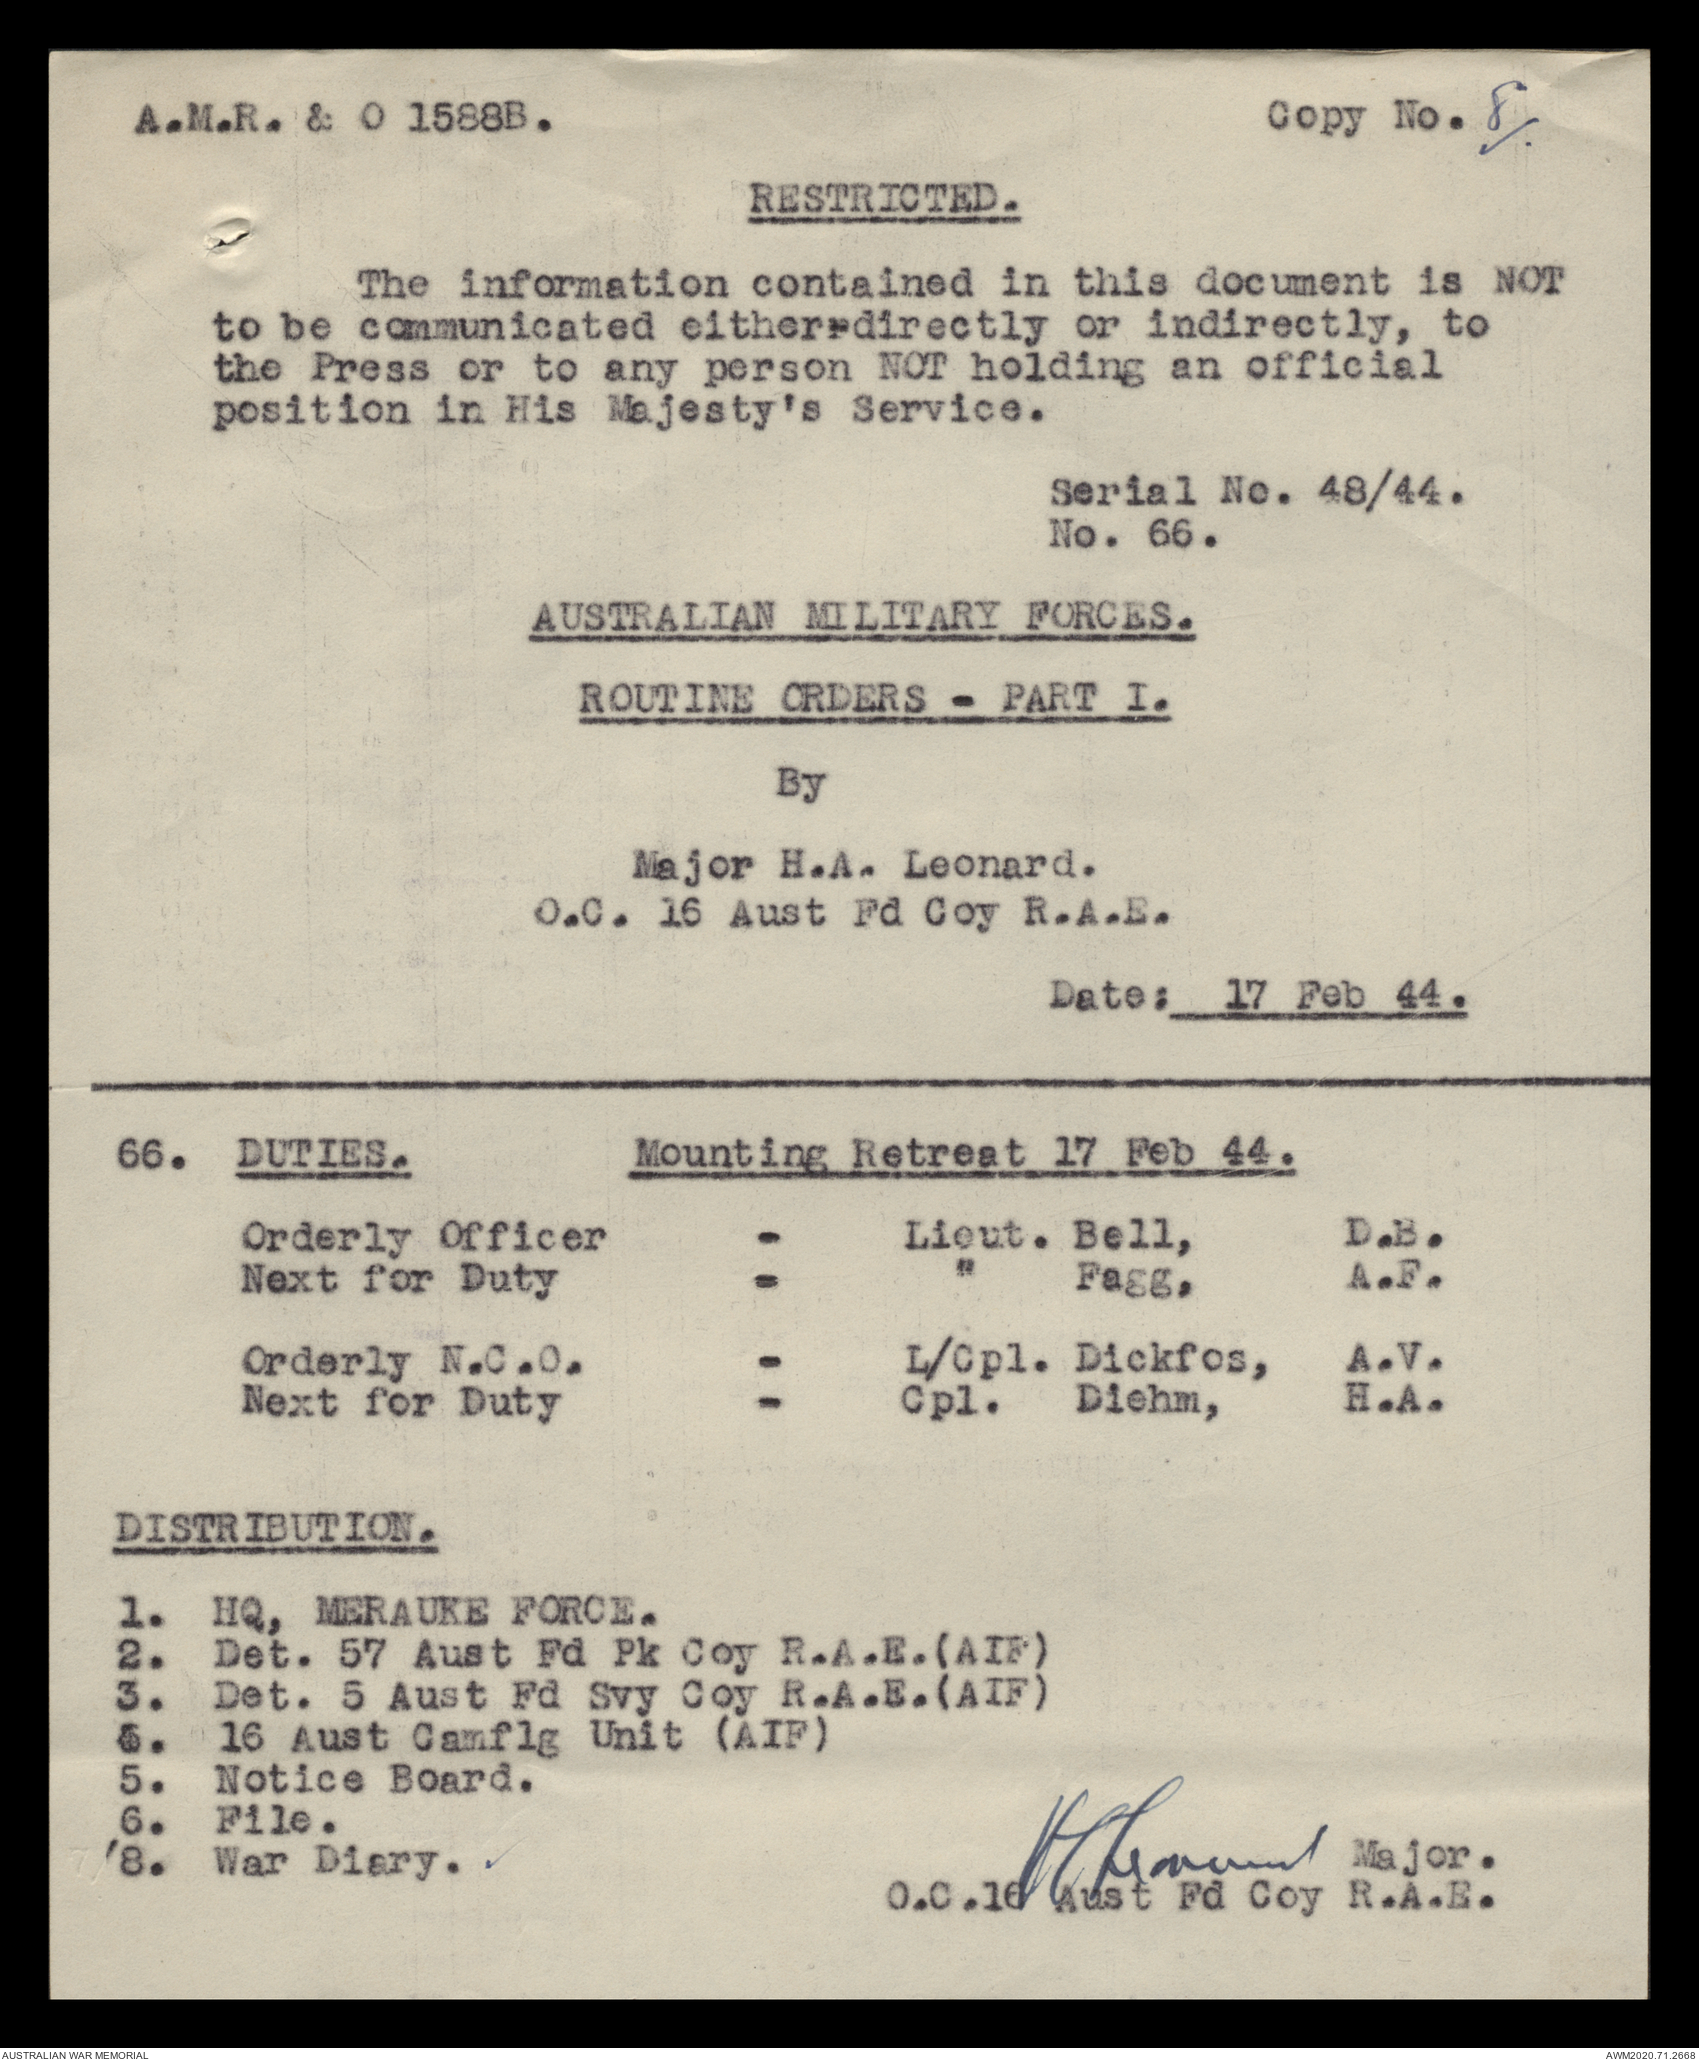 A.M.R. & O 1588B.
Copy No. 8/.
RESTRICTED.
The information contained in this document is NOT
to be communicated either-directly or indirectly, to
the Press or to any person NOT holding an official
position in His Majesty's Service.
Serial No. 48/44.
No. 66.
AUSTRALIAN MILITARY FORCES.
ROUTINE ORDERS - PART I.
By
Major H.A. Leonard.
O.C. 16 Aust Fd Coy R.A.E.
Date: 17 Feb 44.
66. DUTIES. Mounting Retreat 17 Feb 44.
Orderly Officer - Lieut. Bell, D.B.
Next for Duty - " Fagg, A.F.
Orderly N.C.O. - L/Cpl. Dickfos, A.V.
Next for Duty - Cpl. Diehm, H.A.
DISTRIBUTION.
1. HQ, MERAUKE FORCE.
2. Det. 57 Aust Fd Pk Coy R.A.E.(AIF)
3. Det. 5 Aust Fd Svy Coy R.A.E.(AIF)
4. 16 Aust Camflg Unit (AIF)
5. Notice Board.
6. File.
7/8. War Diary. ✓
H A Leonard Major.
O.C.16 Aust Fd Coy R.A.E.
AUSTRALIAN WAR MEMORIAL
AWM2020.71.2668